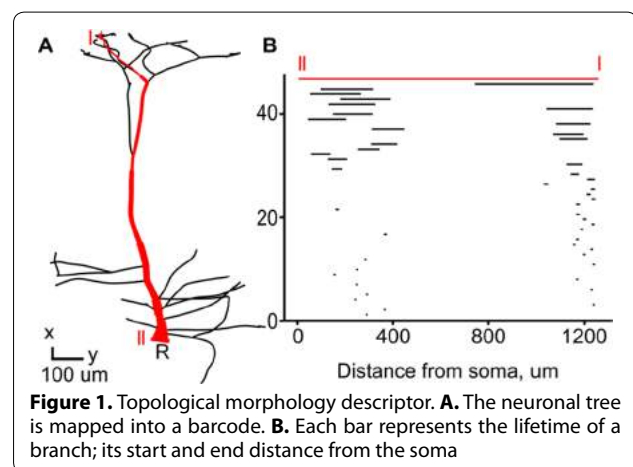 A
I
II
R
x
y
100 um
B
II
I
40
20
0
0
400
800
1200
Distance from soma, um
Figure 1. Topological morphology descriptor. A. The neuronal tree
is mapped into a barcode. B. Each bar represents the lifetime of a
branch; its start and end distance from the soma